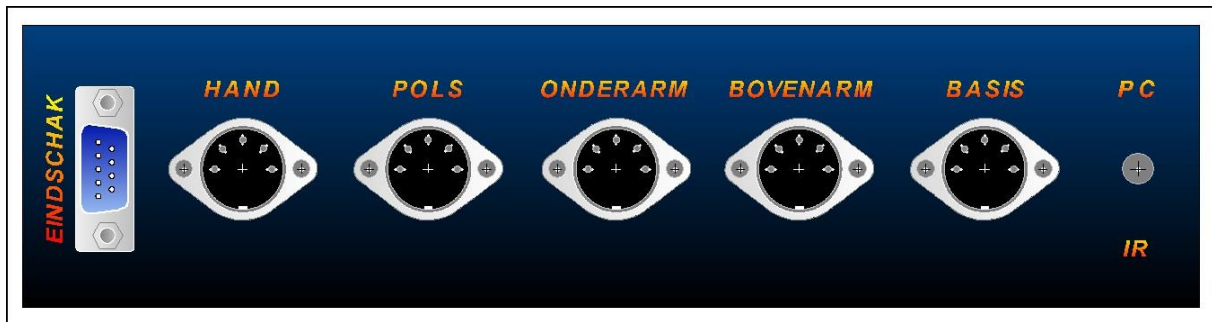 EINDSCHAK
HAND
POLS
ONDERARM
BOVENARM
BASIS
PC
IR